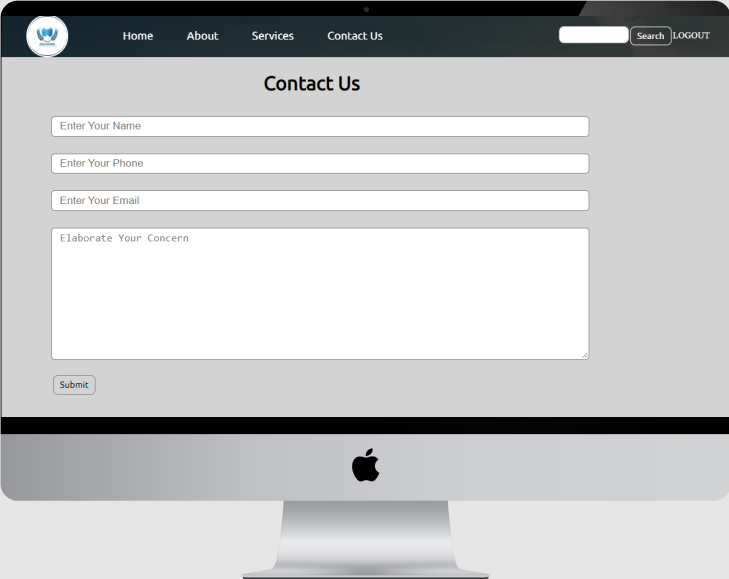 Home About Services Contact Us Search LOGOUT
Contact Us
Enter Your Name
Enter Your Phone
Enter Your Email
Elaborate Your Concern
Submit